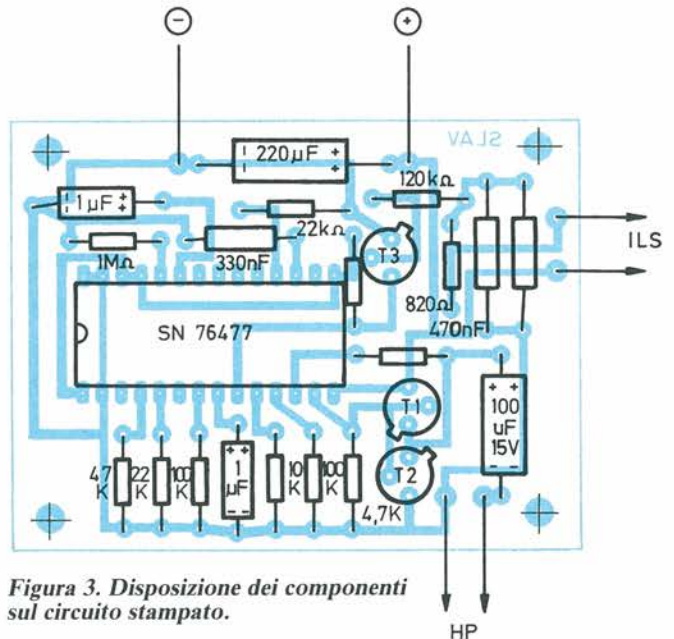 ⊖
⊕
SLAV
220µF
120kΩ
1µF
22kΩ
T3
ILS
1MΩ
330nF
820Ω
470nF
SN 76477
T1
100
uF
15V
T2
47
K
22
K
100
K
1
µF
10
K
100
K
4,7K
Figura 3. Disposizione dei componenti
sul circuito stampato.
HP